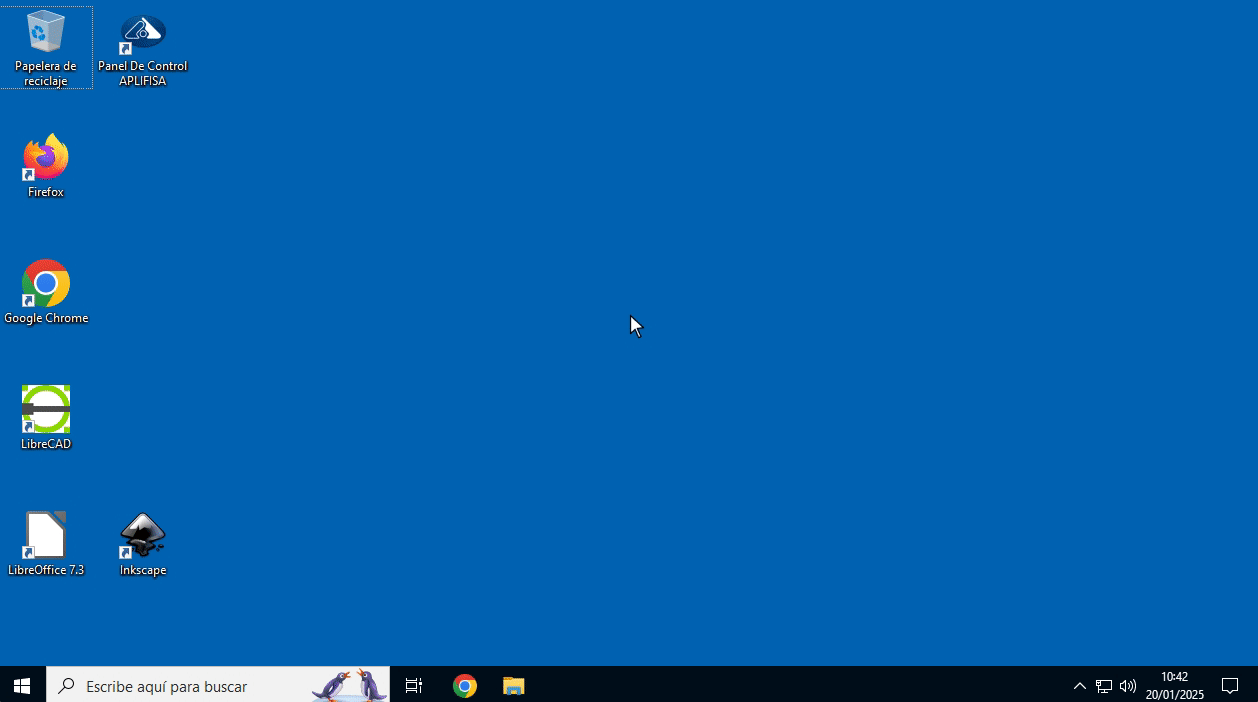 Papelera de
reciclaje
Panel De Control
APLIFISA
Firefox
Google Chrome
LibreCAD
LibreOffice 7.3
Inkscape
Escribe aquí para buscar
10:42
20/01/2025